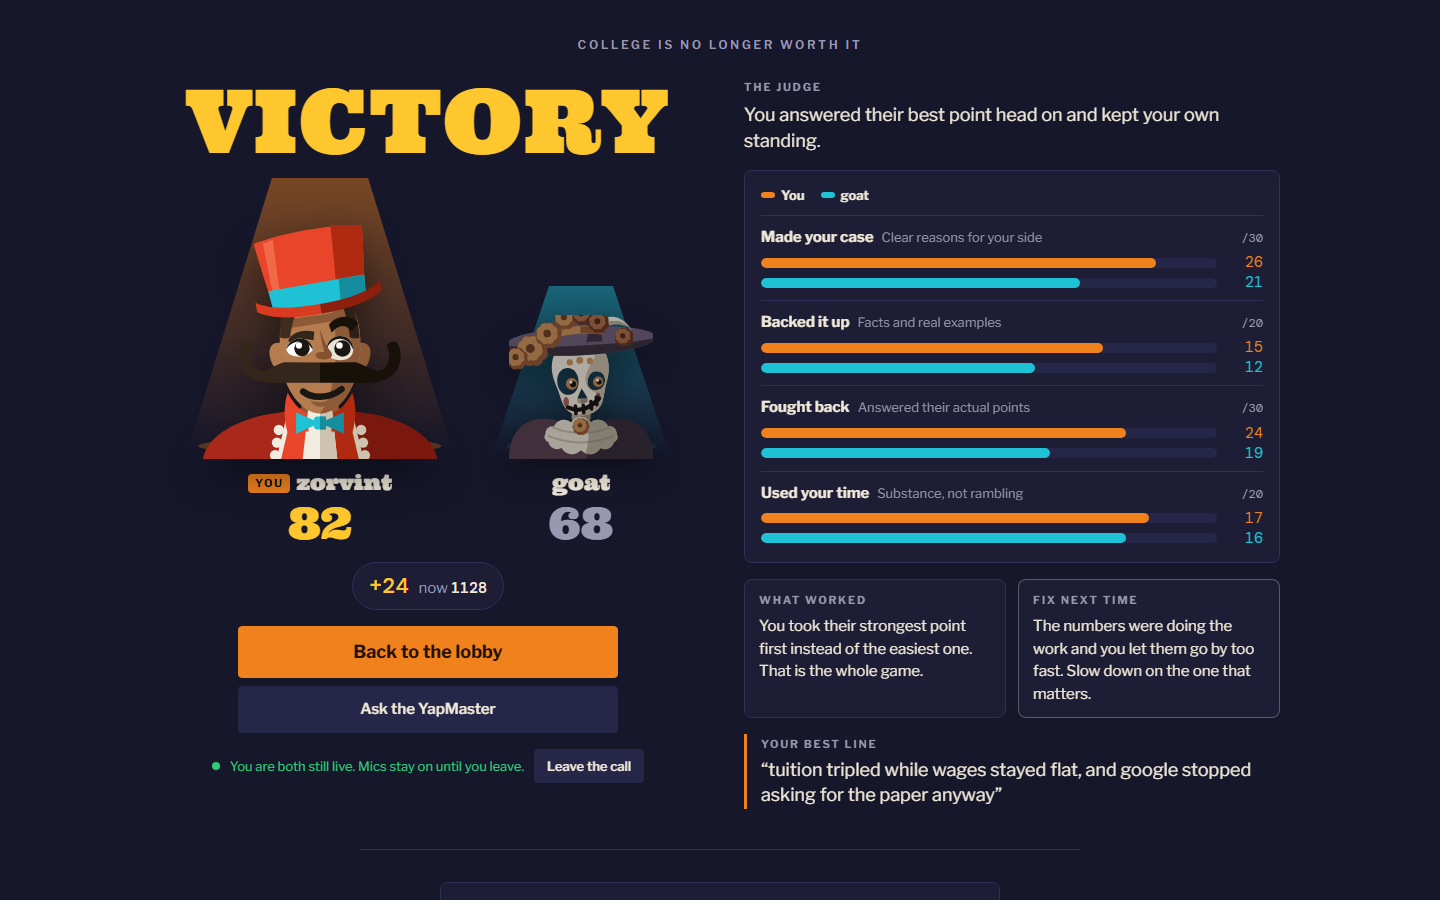 COLLEGE IS NO LONGER WORTH IT
VICTORY
YOU zorvint
82
goat
68
+24 now 1128
Back to the lobby
Ask the YapMaster
You are both still live. Mics stay on until you leave.
Leave the call
THE JUDGE
You answered their best point head on and kept your own
standing.
You goat
Made your case Clear reasons for your side /30
26
21
Backed it up Facts and real examples /20
15
12
Fought back Answered their actual points /30
24
19
Used your time Substance, not rambling /20
17
16
WHAT WORKED
You took their strongest point
first instead of the easiest one.
That is the whole game.
FIX NEXT TIME
The numbers were doing the
work and you let them go by too
fast. Slow down on the one that
matters.
YOUR BEST LINE
“tuition tripled while wages stayed flat, and google stopped
asking for the paper anyway”